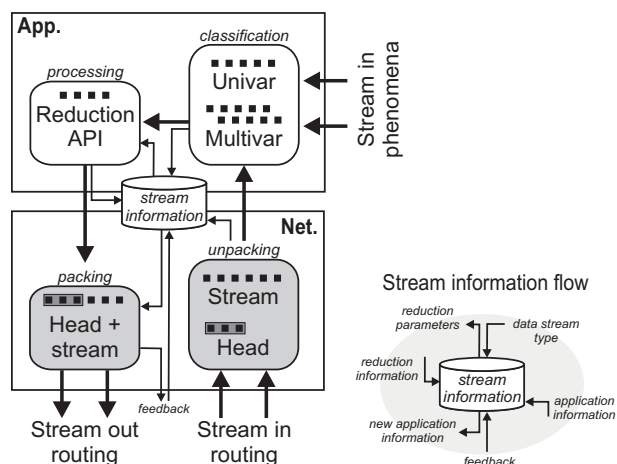 App.
classification
Univar
Multivar
processing
Reduction
API
Stream in
phenomena
stream
information
Net.
packing
Head +
stream
unpacking
Stream
Head
feedback
Stream out
routing
Stream in
routing
Stream information flow
reduction
parameters
data stream
type
reduction
information
stream
information
application
information
new application
information
feedback